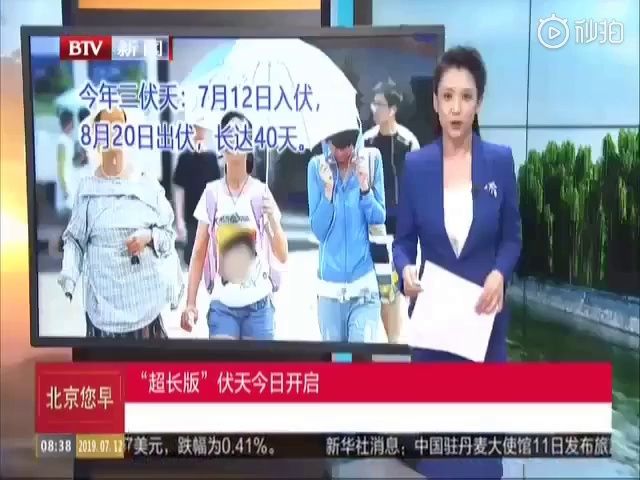 BTV 新闻
秒拍
今年三伏天：7月12日入伏，
8月20日出伏，长达40天。
“超长版”伏天今日开启
北京您早
08:38 2019.07.12
7美元，跌幅为0.41%。 新华社消息：中国驻丹麦大使馆11日发布旅